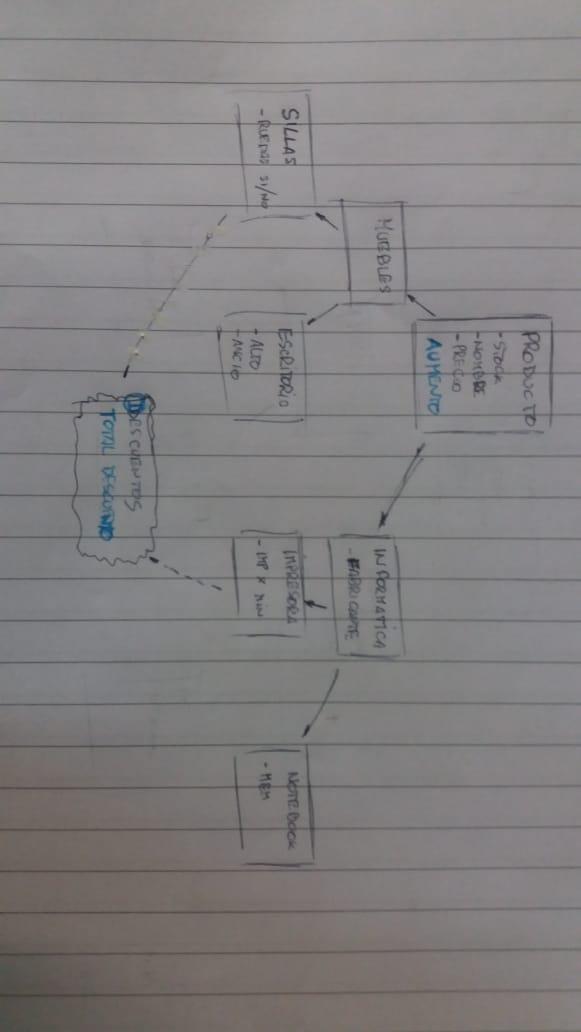 PRODUCTO
- STOCK
- NOMBRE
- PRECIO
AUMENTO
MUEBLES
INFORMATICA
- FABRICANTE
SILLAS
- RUEDAS SI/NO
ESCRITORIO
- ALTO
- ANCHO
IMPRESORA
- IMP X MIN
NOTEBOOK
- MEM
IDESCUENTOS
TOTAL DESCUENTO